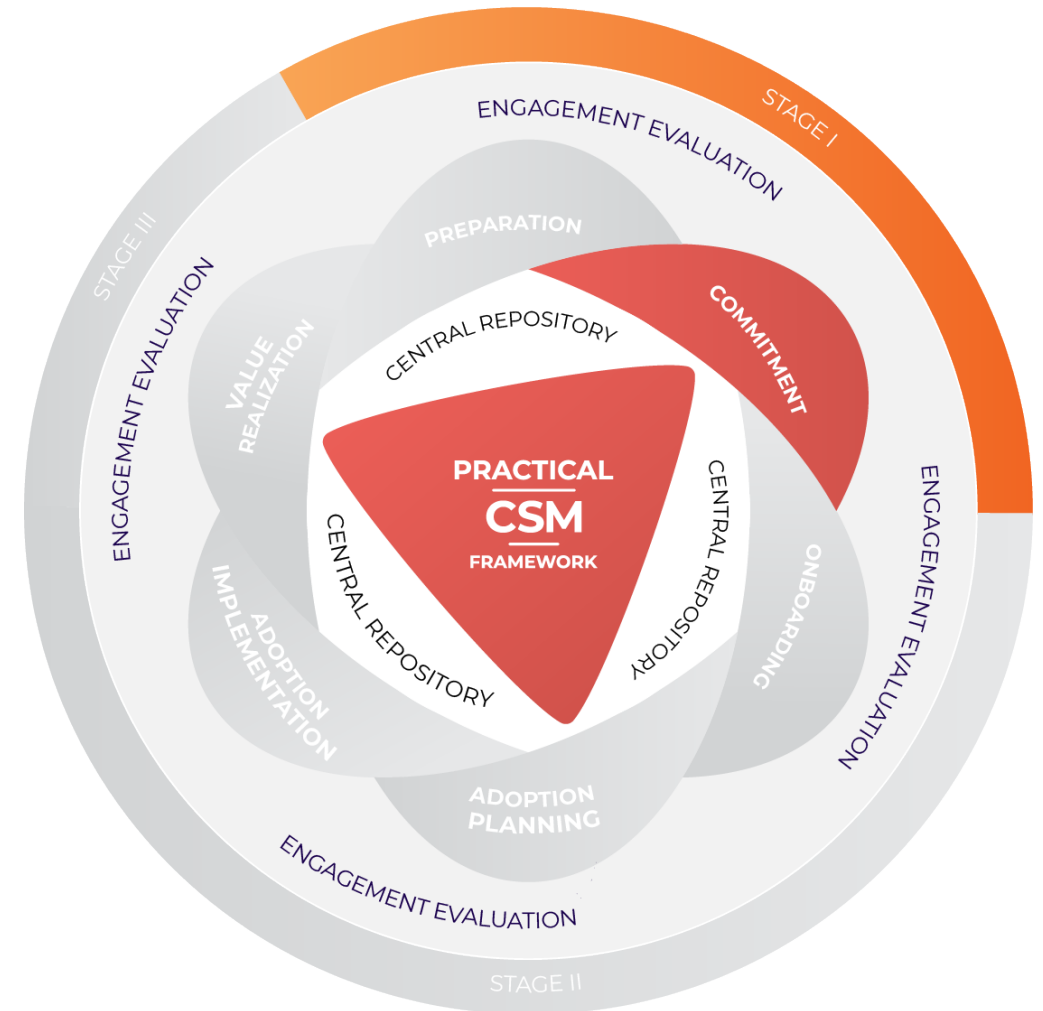 STAGE I
ENGAGEMENT EVALUATION
PREPARATION
COMMITMENT
STAGE III
ENGAGEMENT EVALUATION
VALUE
REALIZATION
CENTRAL REPOSITORY
PRACTICAL
CSM
FRAMEWORK
CENTRAL REPOSITORY
CENTRAL REPOSITORY
ENGAGEMENT EVALUATION
ONBOARDING
ADOPTION
IMPLEMENTATION
ADOPTION
PLANNING
ENGAGEMENT EVALUATION
STAGE II